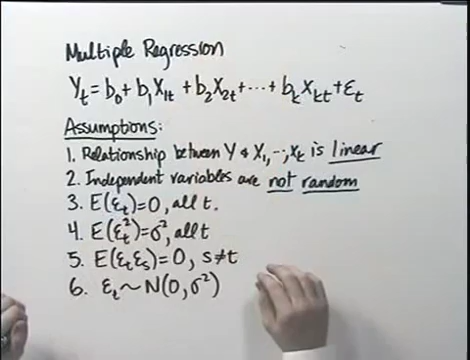 Multiple Regression
Yₜ = b₀ + b₁X₁ₜ + b₂X₂ₜ + ⋯ + bₖXₖₜ + εₜ
Assumptions:
1. Relationship between Y & X₁, ⋯, Xₖ is linear
2. Independent variables are not random
3. E(εₜ)=0, all t.
4. E(εₜ²)=σ², all t
5. E(εₜεₛ)=0, s≠t
6. εₜ ~ N(0, σ²)